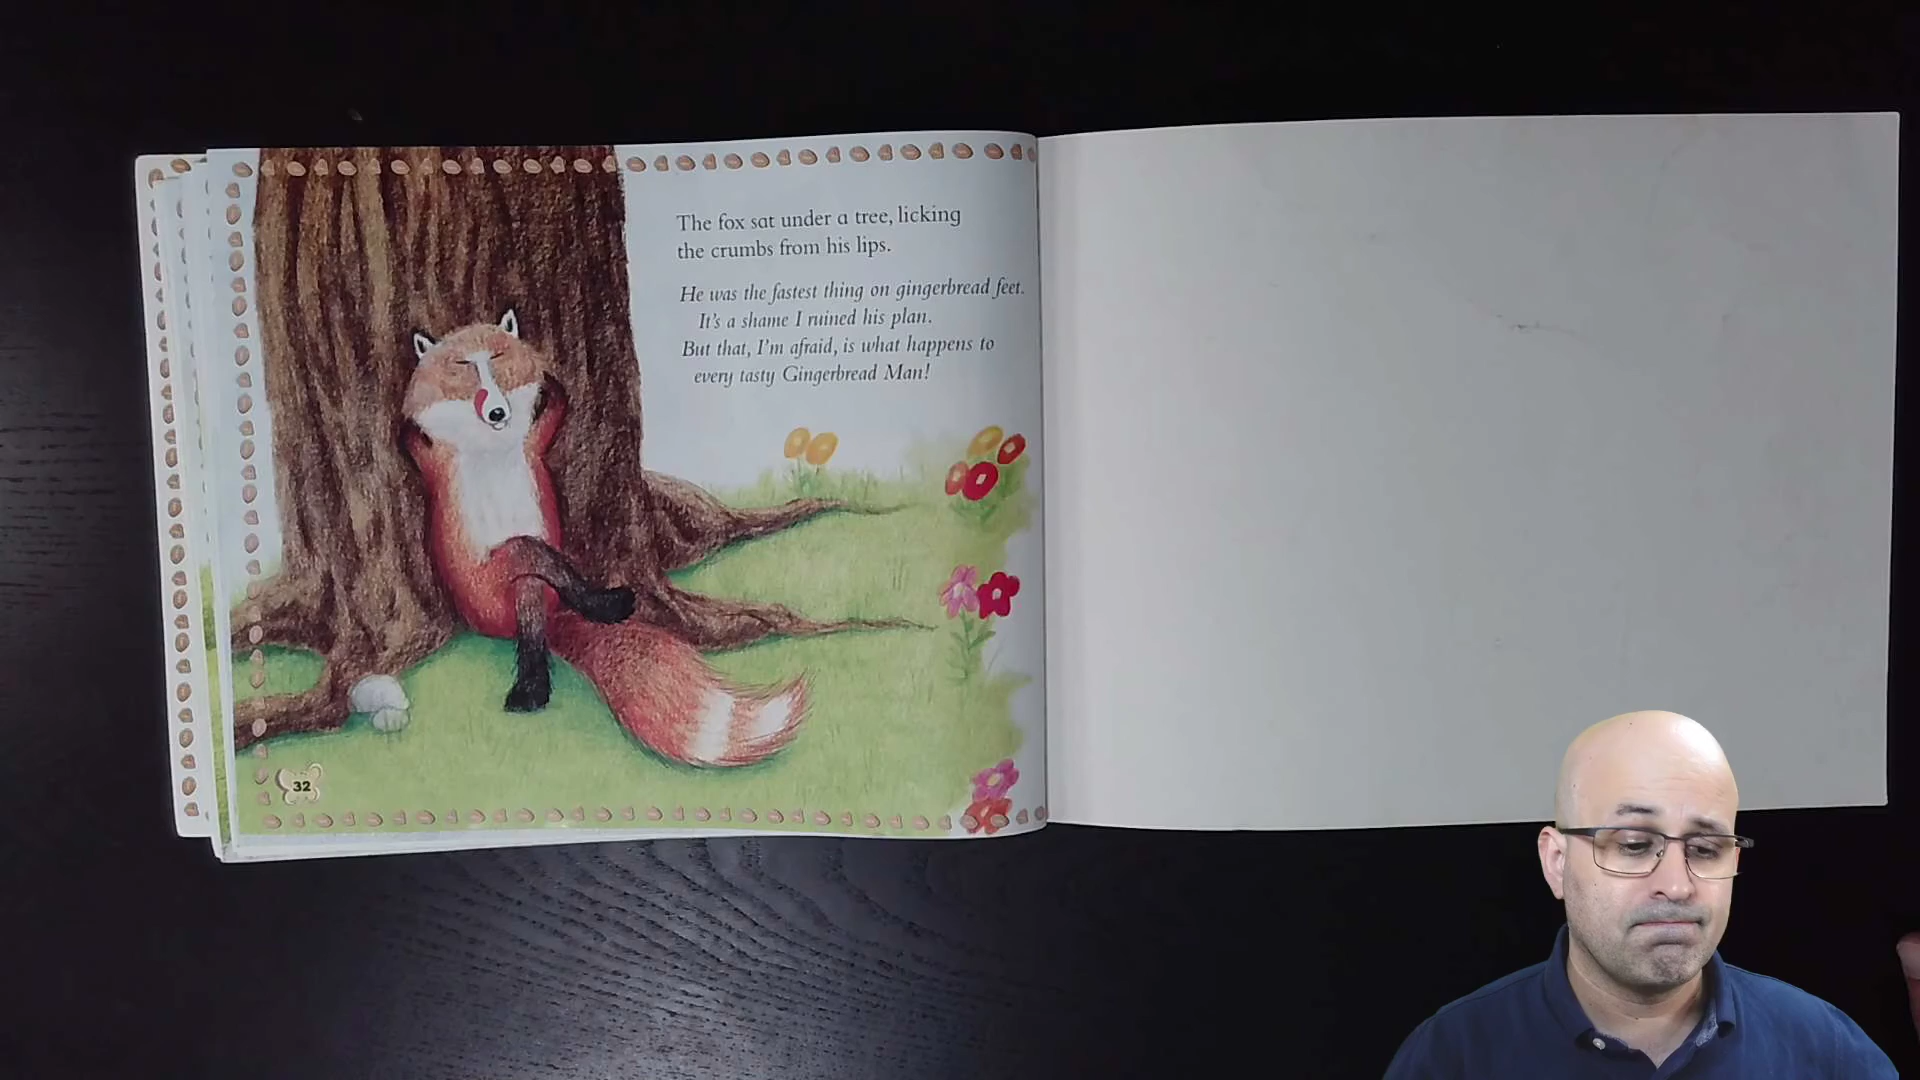 The fox sat under a tree, licking
the crumbs from his lips.
He was the fastest thing on gingerbread feet.
It's a shame I ruined his plan.
But that, I'm afraid, is what happens to
every tasty Gingerbread Man!
32